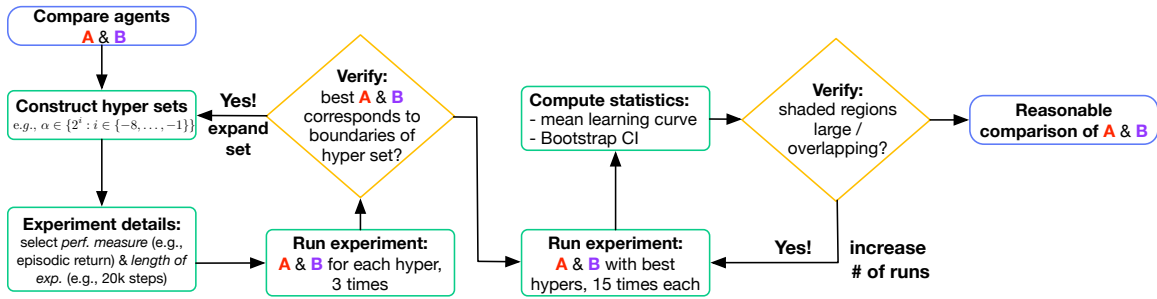 Compare agents
A & B
Construct hyper sets
e.g., α ∈ {2^i : i ∈ {−8, . . . , −1}}
Experiment details:
select perf. measure (e.g.,
episodic return) & length of
exp. (e.g., 20k steps)
Yes!
expand
set
Verify:
best A & B
corresponds to
boundaries of
hyper set?
Run experiment:
A & B for each hyper,
3 times
Compute statistics:
- mean learning curve
- Bootstrap CI
Run experiment:
A & B with best
hypers, 15 times each
Verify:
shaded regions
large /
overlapping?
Yes!
increase
# of runs
Reasonable
comparison of A & B